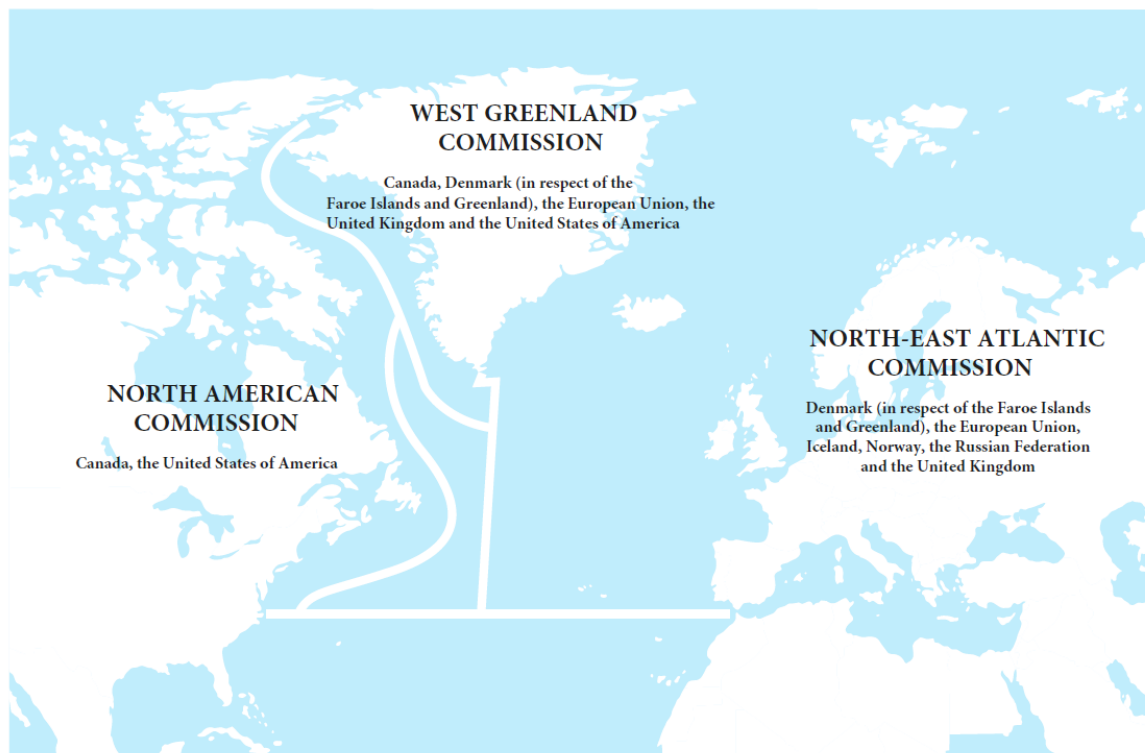 WEST GREENLAND
COMMISSION
Canada, Denmark (in respect of the
Faroe Islands and Greenland), the European Union, the
United Kingdom and the United States of America
NORTH AMERICAN
COMMISSION
Canada, the United States of America
NORTH-EAST ATLANTIC
COMMISSION
Denmark (in respect of the Faroe Islands
and Greenland), the European Union,
Iceland, Norway, the Russian Federation
and the United Kingdom